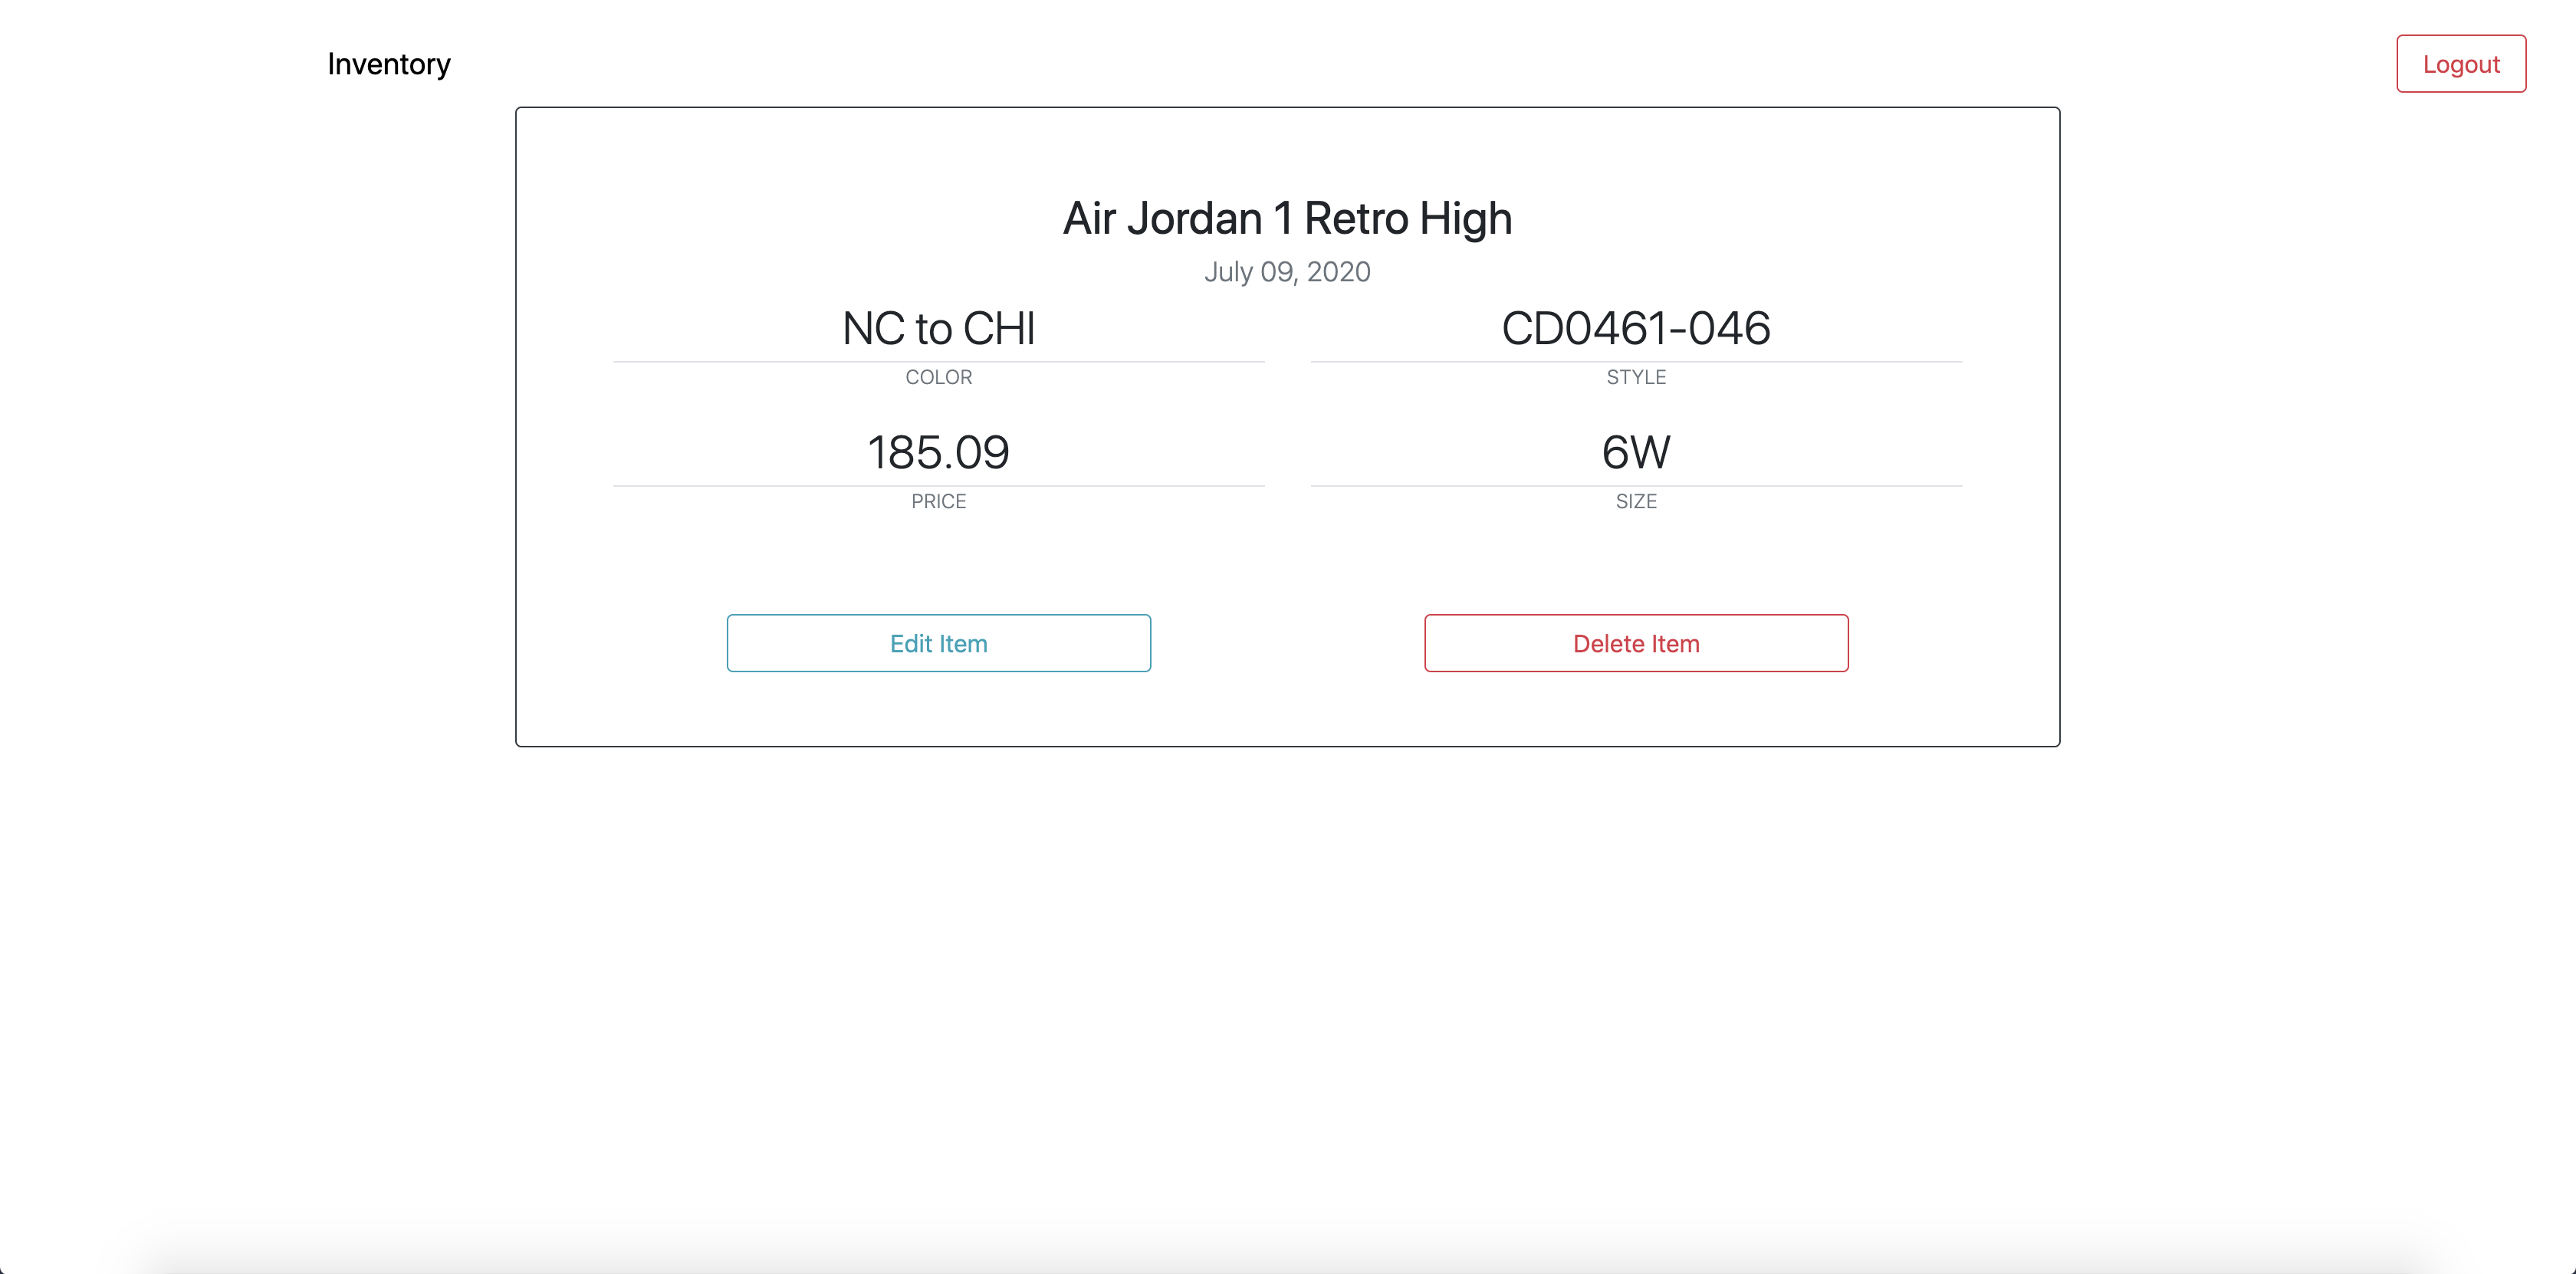 Inventory
Logout
Air Jordan 1 Retro High
July 09, 2020
NC to CHI
CD0461-046
COLOR
STYLE
185.09
6W
PRICE
SIZE
Edit Item
Delete Item